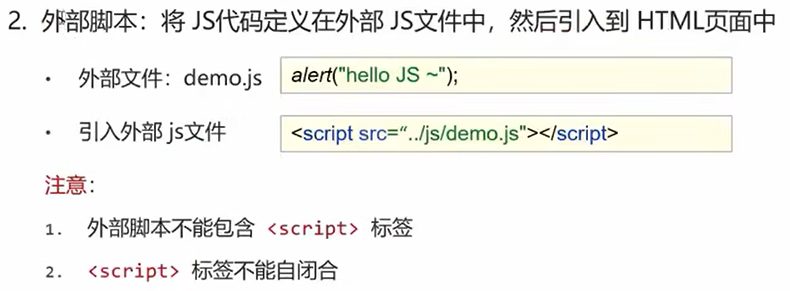 2. 外部脚本：将 JS代码定义在外部 JS文件中，然后引入到 HTML页面中
• 外部文件：demo.js alert("hello JS ~");
• 引入外部 js文件 <script src=“../js/demo.js"></script>
注意：
1. 外部脚本不能包含 <script> 标签
2. <script> 标签不能自闭合